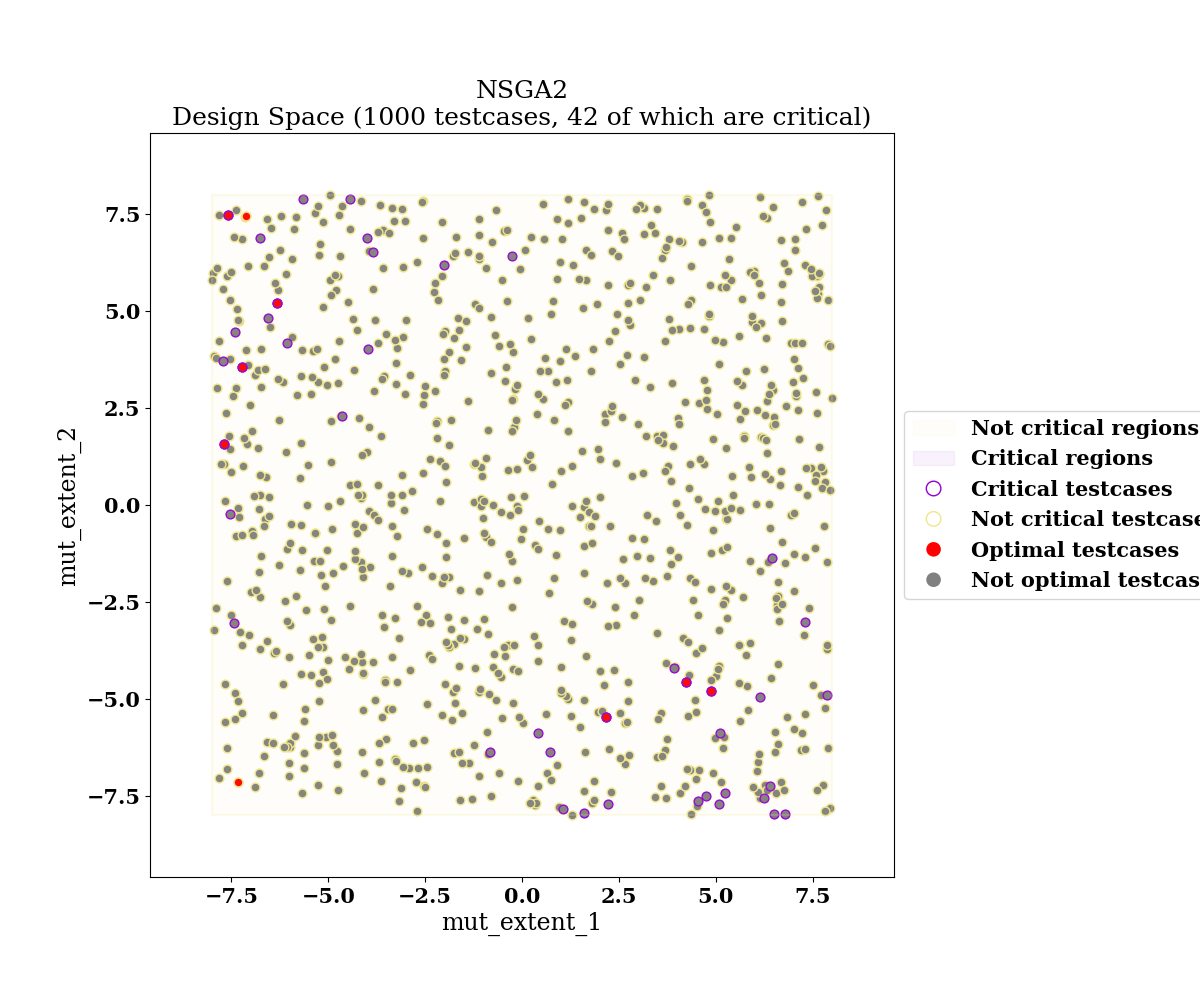 NSGA2
Design Space (1000 testcases, 42 of which are critical)
mut_extent_2
7.5
5.0
2.5
0.0
−2.5
−5.0
−7.5
−7.5
−5.0
−2.5
0.0
2.5
5.0
7.5
mut_extent_1
Not critical regions
Critical regions
Critical testcases
Not critical testcase
Optimal testcases
Not optimal testcas